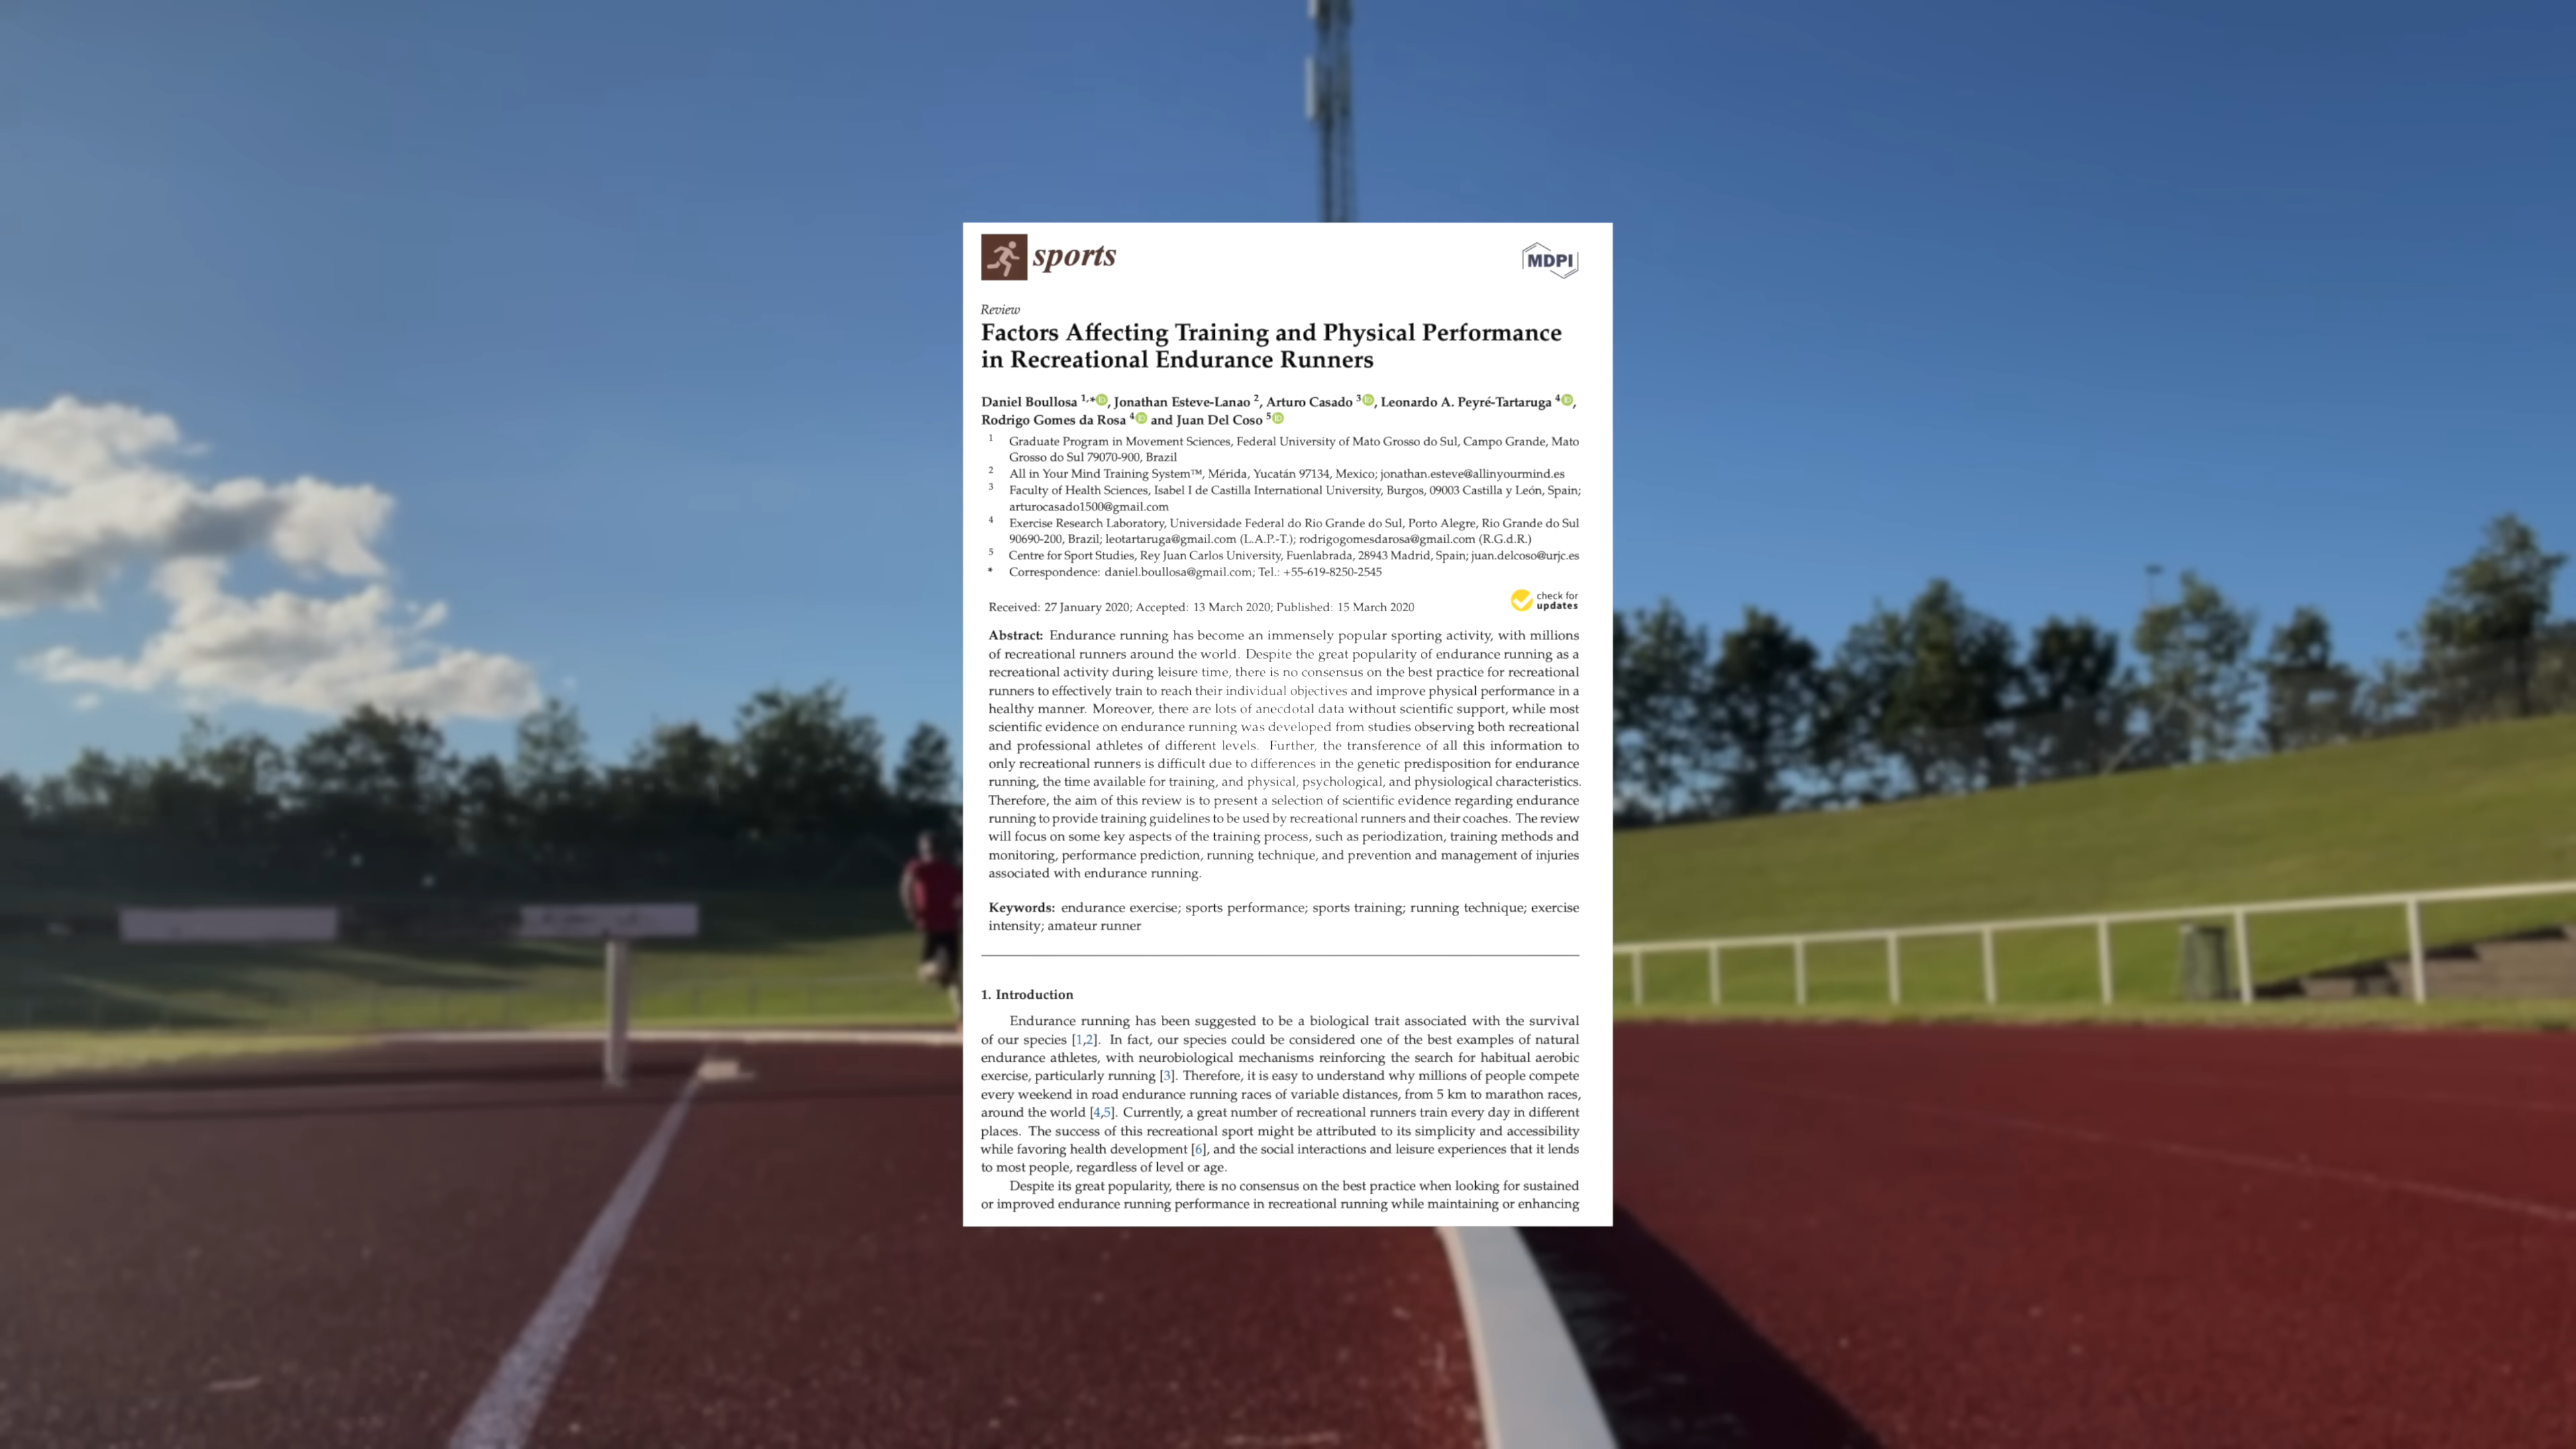 sports
MDPI
Review
Factors Affecting Training and Physical Performance
in Recreational Endurance Runners
Daniel Boullosa 1,*, Jonathan Esteve-Lanao 2, Arturo Casado 3, Leonardo A. Peyré-Tartaruga 4,
Rodrigo Gomes da Rosa 4 and Juan Del Coso 5
1 Graduate Program in Movement Sciences, Federal University of Mato Grosso do Sul, Campo Grande, Mato
Grosso do Sul 79070-900, Brazil
2 All in Your Mind Training System™, Mérida, Yucatán 97134, Mexico; jonathan.esteve@allinyourmind.es
3 Faculty of Health Sciences, Isabel I de Castilla International University, Burgos, 09003 Castilla y León, Spain;
arturocasado1500@gmail.com
4 Exercise Research Laboratory, Universidade Federal do Rio Grande do Sul, Porto Alegre, Rio Grande do Sul
90690-200, Brazil; leotartaruga@gmail.com (L.A.P.-T.); rodrigogomesdarosa@gmail.com (R.G.d.R.)
5 Centre for Sport Studies, Rey Juan Carlos University, Fuenlabrada, 28943 Madrid, Spain; juan.delcoso@urjc.es
* Correspondence: daniel.boullosa@gmail.com; Tel.: +55-619-8250-2545
check for
updates
Received: 27 January 2020; Accepted: 13 March 2020; Published: 15 March 2020
Abstract: Endurance running has become an immensely popular sporting activity, with millions
of recreational runners around the world. Despite the great popularity of endurance running as a
recreational activity during leisure time, there is no consensus on the best practice for recreational
runners to effectively train to reach their individual objectives and improve physical performance in a
healthy manner. Moreover, there are lots of anecdotal data without scientific support, while most
scientific evidence on endurance running was developed from studies observing both recreational
and professional athletes of different levels. Further, the transference of all this information to
only recreational runners is difficult due to differences in the genetic predisposition for endurance
running, the time available for training, and physical, psychological, and physiological characteristics.
Therefore, the aim of this review is to present a selection of scientific evidence regarding endurance
running to provide training guidelines to be used by recreational runners and their coaches. The review
will focus on some key aspects of the training process, such as periodization, training methods and
monitoring, performance prediction, running technique, and prevention and management of injuries
associated with endurance running.
Keywords: endurance exercise; sports performance; sports training; running technique; exercise
intensity; amateur runner
1. Introduction
Endurance running has been suggested to be a biological trait associated with the survival
of our species [1,2]. In fact, our species could be considered one of the best examples of natural
endurance athletes, with neurobiological mechanisms reinforcing the search for habitual aerobic
exercise, particularly running [3]. Therefore, it is easy to understand why millions of people compete
every weekend in road endurance running races of variable distances, from 5 km to marathon races,
around the world [4,5]. Currently, a great number of recreational runners train every day in different
places. The success of this recreational sport might be attributed to its simplicity and accessibility
while favoring health development [6], and the social interactions and leisure experiences that it lends
to most people, regardless of level or age.
Despite its great popularity, there is no consensus on the best practice when looking for sustained
or improved endurance running performance in recreational running while maintaining or enhancing